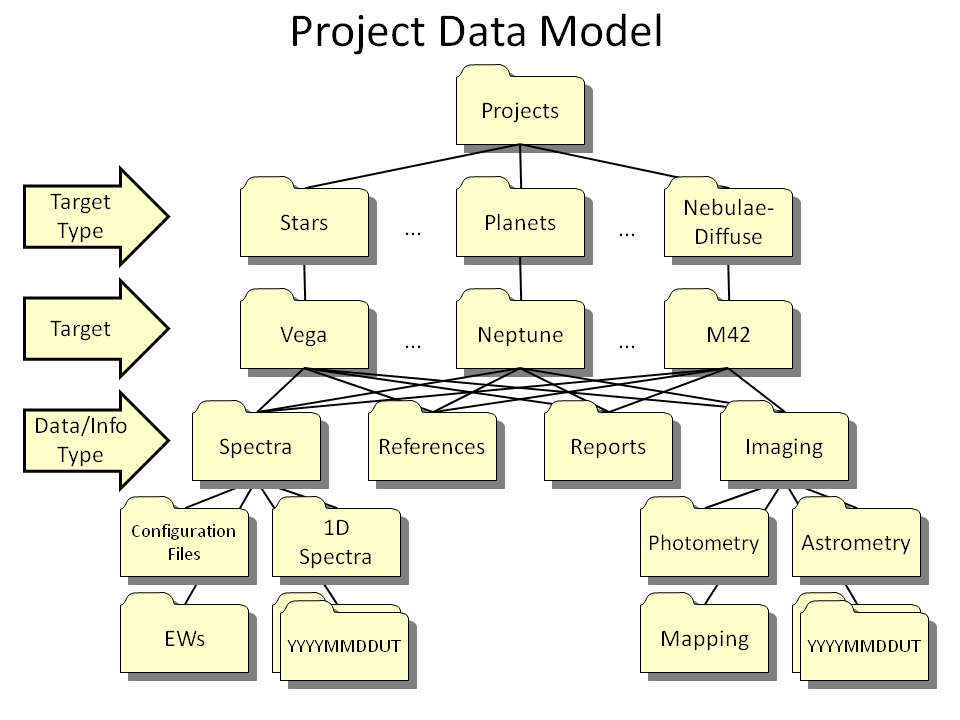 Project Data Model
Projects
Target
Type
Stars
...
Planets
...
Nebulae-
Diffuse
Target
Vega
...
Neptune
...
M42
Data/Info
Type
Spectra
References
Reports
Imaging
Configuration
Files
1D
Spectra
Photometry
Astrometry
EWs
YYYYMMDDUT
Mapping
YYYYMMDDUT